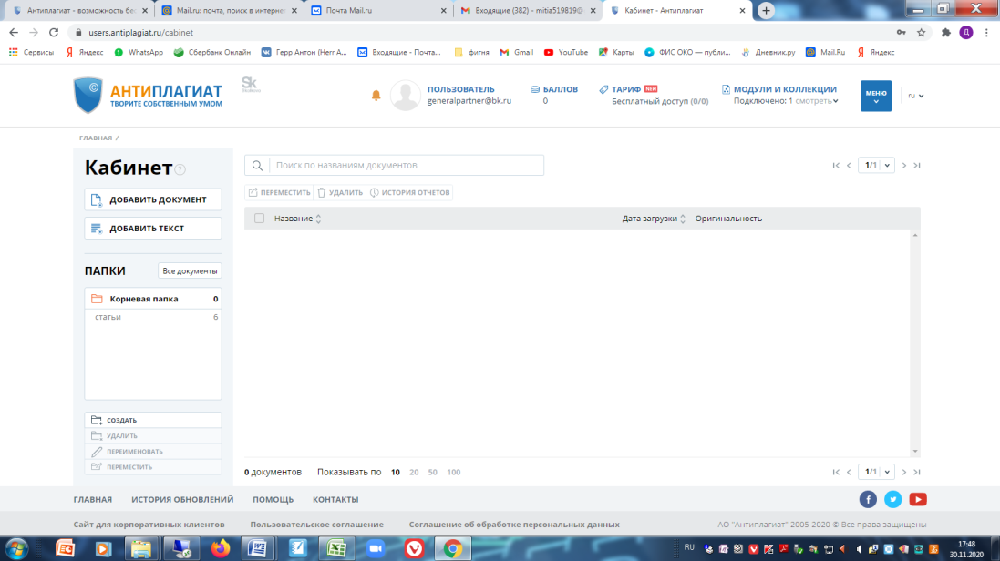 Антиплагиат - возможность бес
Mail.ru: почта, поиск в интернет
Почта Mail.ru
Входящие (382) - mitia519819@
Кабинет - Антиплагиат
users.antiplagiat.ru/cabinet
Сервисы
Яндекс
WhatsApp
Сбербанк Онлайн
Герр Антон (Herr A...
Входящие - Почта...
фигня
Gmail
YouTube
Карты
ФИС ОКО — публи...
Дневник.ру
Mail.Ru
Яндекс
АНТИПЛАГИАТ
ТВОРИТЕ СОБСТВЕННЫМ УМОМ
Sk
ПОЛЬЗОВАТЕЛЬ
generalpartner@bk.ru
БАЛЛОВ
0
ТАРИФ NEW
Бесплатный доступ (0/0)
МОДУЛИ И КОЛЛЕКЦИИ
Подключено: 1 смотреть
МЕНЮ
ru
ГЛАВНАЯ /
Кабинет ?
ДОБАВИТЬ ДОКУМЕНТ
ДОБАВИТЬ ТЕКСТ
ПАПКИ
Все документы
Корневая папка 0
статьи 6
СОЗДАТЬ
УДАЛИТЬ
ПЕРЕИМЕНОВАТЬ
ПЕРЕМЕСТИТЬ
Поиск по названиям документов
1/1
ПЕРЕМЕСТИТЬ
УДАЛИТЬ
ИСТОРИЯ ОТЧЕТОВ
Название
Дата загрузки
Оригинальность
0 документов
Показывать по 10 20 50 100
1/1
ГЛАВНАЯ
ИСТОРИЯ ОБНОВЛЕНИЙ
ПОМОЩЬ
КОНТАКТЫ
Сайт для корпоративных клиентов
Пользовательское соглашение
Соглашение об обработке персональных данных
АО "Антиплагиат" 2005-2020 © Все права защищены
RU
17:48
30.11.2020